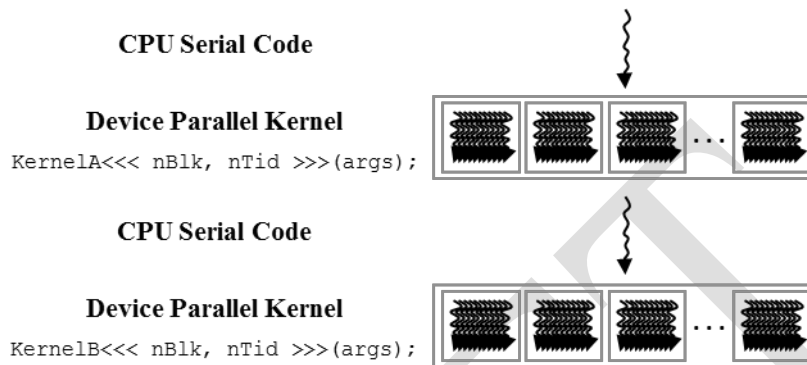 CPU Serial Code
Device Parallel Kernel
KernelA<<< nBlk, nTid >>>(args);
...
CPU Serial Code
Device Parallel Kernel
KernelB<<< nBlk, nTid >>>(args);
...